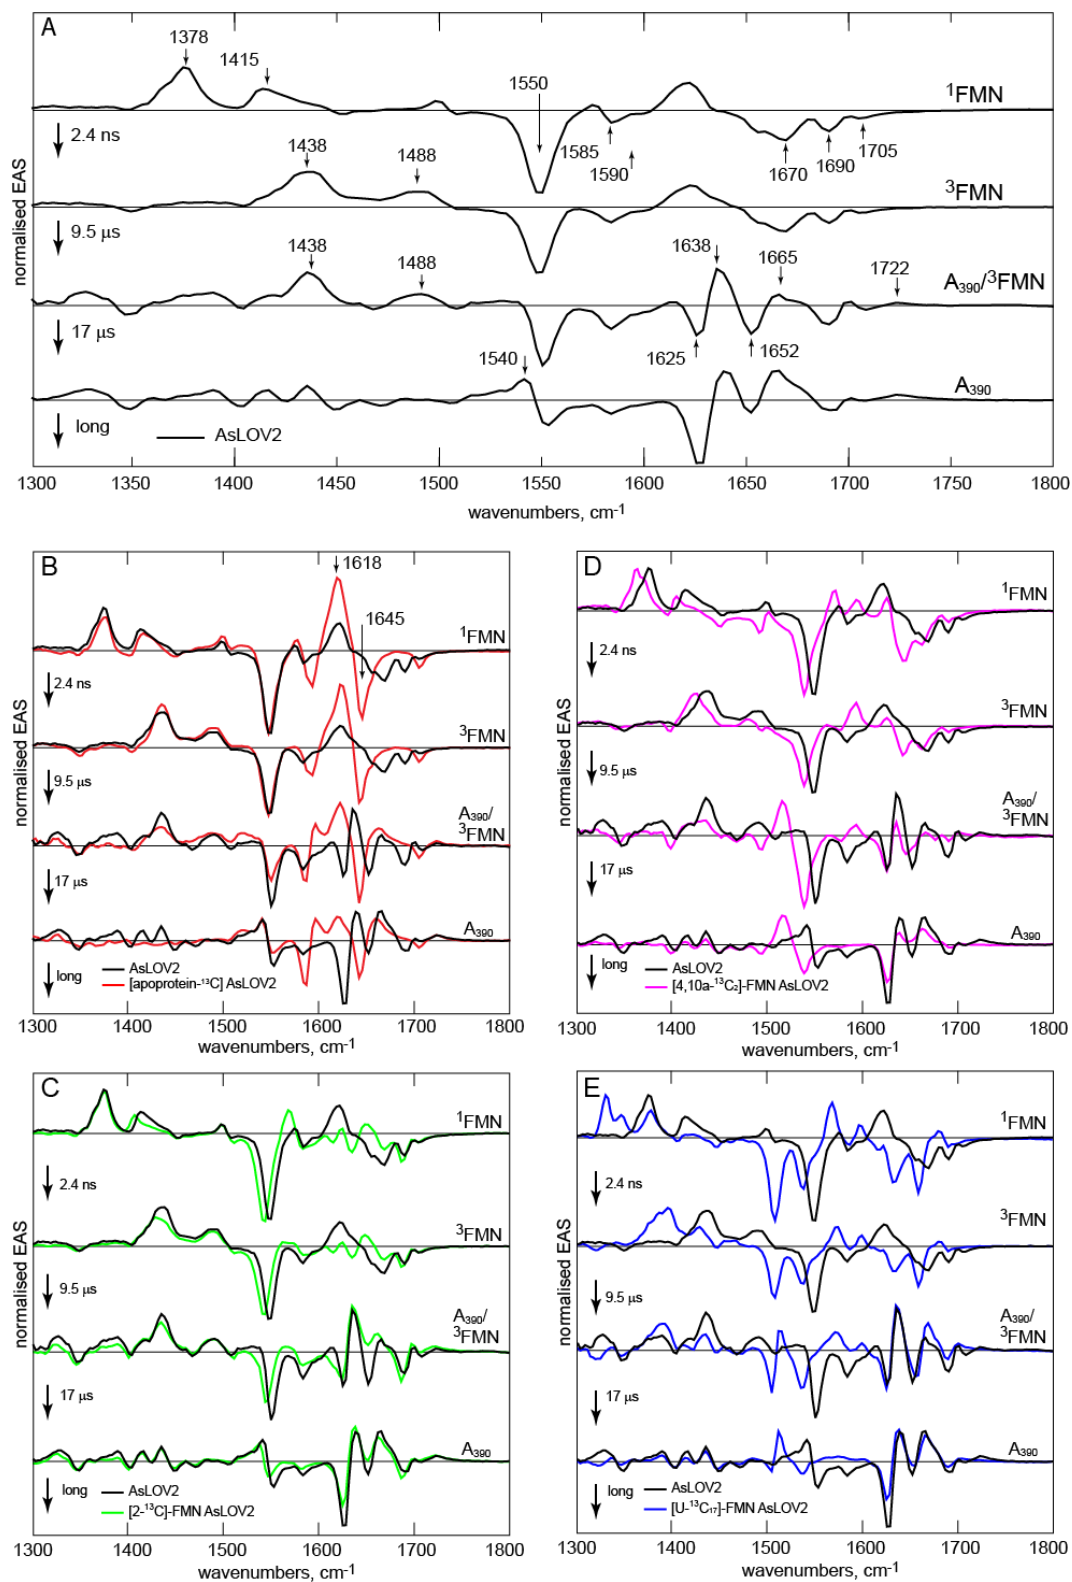 A
1378
1415
1550
¹FMN
2.4 ns
1585
1590
1670
1690
1705
1438
1488
³FMN
9.5 µs
1438
1488
1638
1665
1722
A₃₉₀/³FMN
17 µs
1540
1625
1652
A₃₉₀
long
AsLOV2
normalised EAS
1300 1350 1400 1450 1500 1550 1600 1650 1700 1750 1800
wavenumbers, cm⁻¹
B
1618
1645
¹FMN
2.4 ns
³FMN
9.5 µs
A₃₉₀/
³FMN
17 µs
A₃₉₀
long
AsLOV2
[apoprotein-¹³C] AsLOV2
normalised EAS
1300 1400 1500 1600 1700 1800
wavenumbers, cm⁻¹
D
¹FMN
2.4 ns
³FMN
9.5 µs
A₃₉₀/
³FMN
17 µs
A₃₉₀
long
AsLOV2
[4,10a-¹³C₂]-FMN AsLOV2
normalised EAS
1300 1400 1500 1600 1700 1800
wavenumbers, cm⁻¹
C
¹FMN
2.4 ns
³FMN
9.5 µs
A₃₉₀/
³FMN
17 µs
A₃₉₀
long
AsLOV2
[2-¹³C]-FMN AsLOV2
normalised EAS
1300 1400 1500 1600 1700 1800
wavenumbers, cm⁻¹
E
¹FMN
2.4 ns
³FMN
9.5 µs
A₃₉₀/
³FMN
17 µs
A₃₉₀
long
AsLOV2
[U-¹³C₁₇]-FMN AsLOV2
normalised EAS
1300 1400 1500 1600 1700 1800
wavenumbers, cm⁻¹